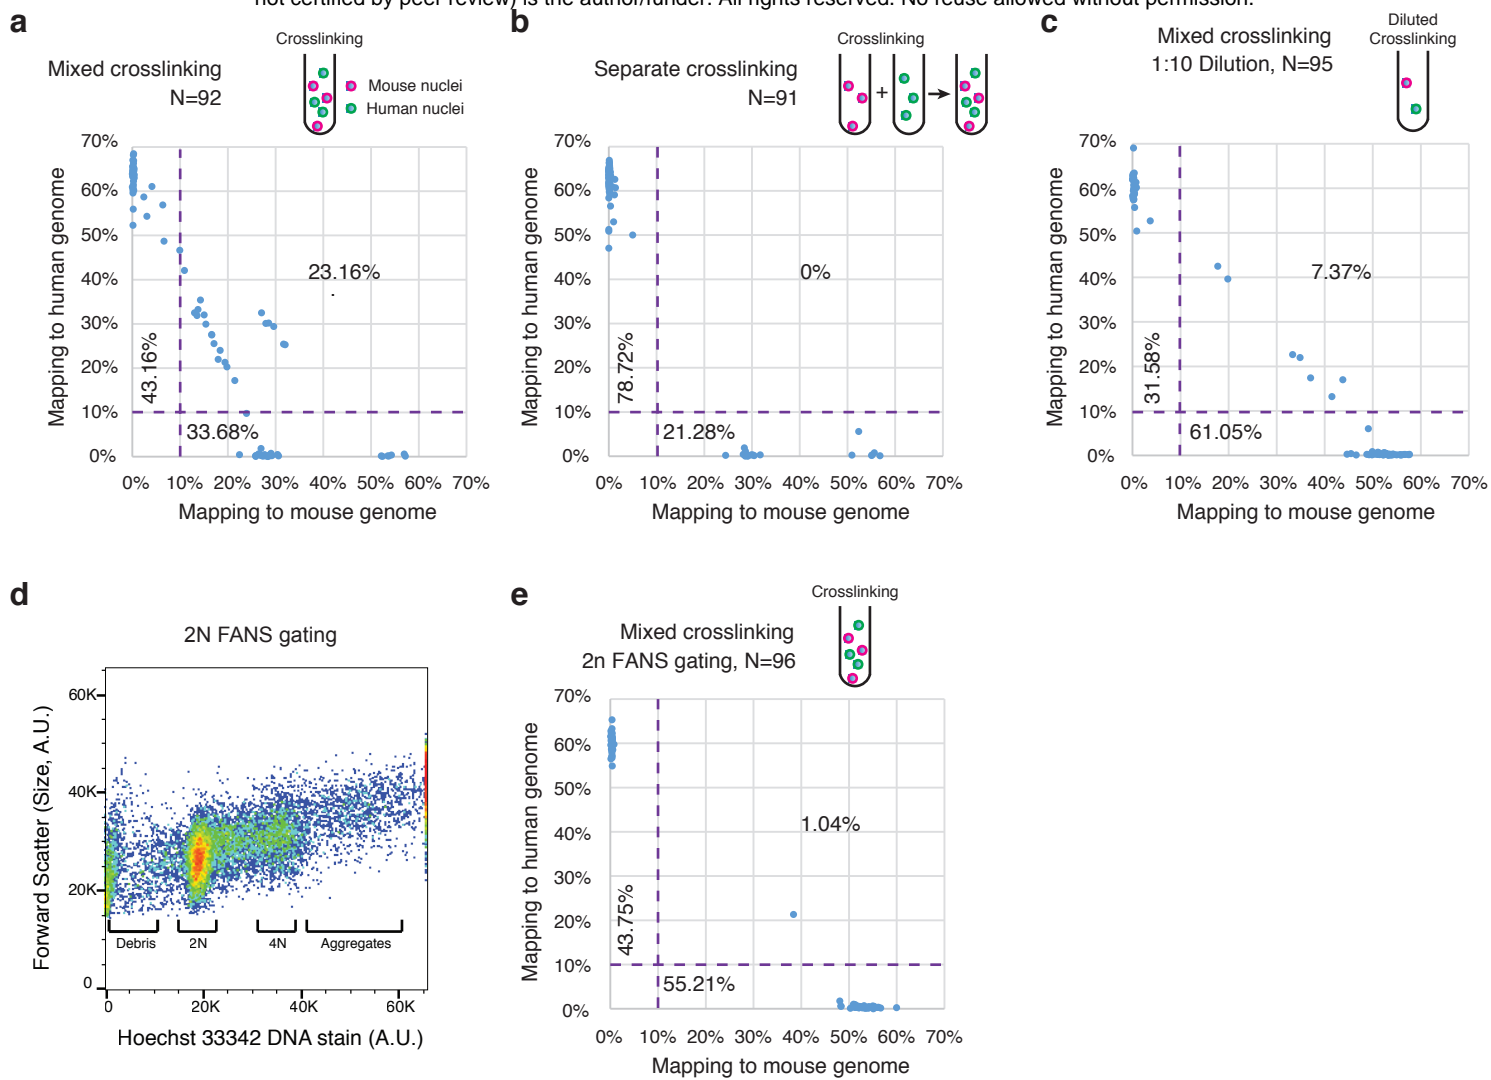 not certified by peer review) is the author/funder. All rights reserved. No reuse allowed without permission.
a
Crosslinking
Mixed crosslinking
N=92
Mouse nuclei
Human nuclei
Mapping to human genome
70%
60%
50%
40%
30%
20%
10%
0%
23.16%
43.16%
33.68%
0% 10% 20% 30% 40% 50% 60% 70%
Mapping to mouse genome
b
Crosslinking
Separate crosslinking
N=91
+
Mapping to human genome
70%
60%
50%
40%
30%
20%
10%
0%
0%
78.72%
21.28%
0% 10% 20% 30% 40% 50% 60% 70%
Mapping to mouse genome
c
Diluted
Crosslinking
Mixed crosslinking
1:10 Dilution, N=95
Mapping to human genome
70%
60%
50%
40%
30%
20%
10%
0%
7.37%
31.58%
61.05%
0% 10% 20% 30% 40% 50% 60% 70%
Mapping to mouse genome
d
2N FANS gating
Forward Scatter (Size, A.U.)
60K
40K
20K
0
Debris 2N 4N Aggregates
0 20K 40K 60K
Hoechst 33342 DNA stain (A.U.)
e
Crosslinking
Mixed crosslinking
2n FANS gating, N=96
Mapping to human genome
70%
60%
50%
40%
30%
20%
10%
0%
1.04%
43.75%
55.21%
0% 10% 20% 30% 40% 50% 60% 70%
Mapping to mouse genome